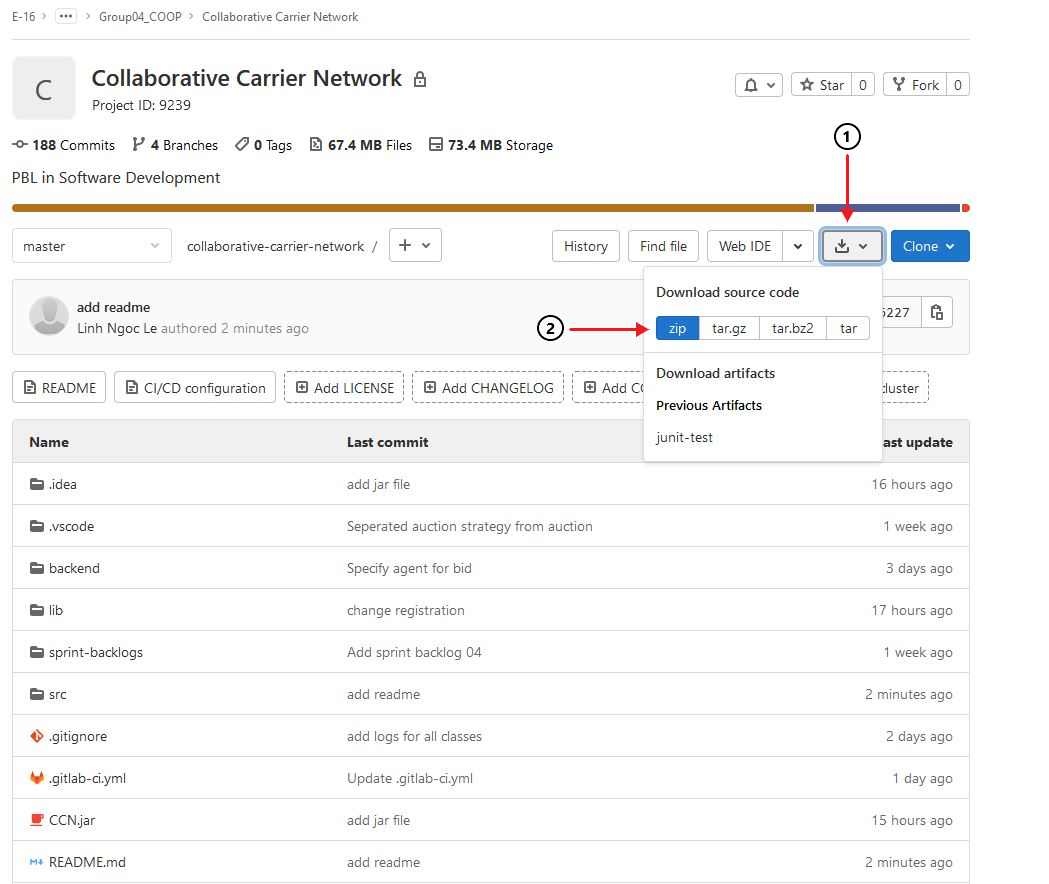 E-16 > ••• > Group04_COOP > Collaborative Carrier Network
C
Collaborative Carrier Network
Project ID: 9239
Star 0 Fork 0
188 Commits 4 Branches 0 Tags 67.4 MB Files 73.4 MB Storage
1
PBL in Software Development
master collaborative-carrier-network / + History Find file Web IDE Clone
Download source code
add readme
Linh Ngoc Le authored 2 minutes ago
5227
2
zip tar.gz tar.bz2 tar
Download artifacts
Previous Artifacts
junit-test
README CI/CD configuration Add LICENSE Add CHANGELOG Add CO luster
Name Last commit ast update
.idea add jar file 16 hours ago
.vscode Seperated auction strategy from auction 1 week ago
backend Specify agent for bid 3 days ago
lib change registration 17 hours ago
sprint-backlogs Add sprint backlog 04 1 week ago
src add readme 2 minutes ago
.gitignore add logs for all classes 2 days ago
.gitlab-ci.yml Update .gitlab-ci.yml 1 day ago
CCN.jar add jar file 15 hours ago
README.md add readme 2 minutes ago